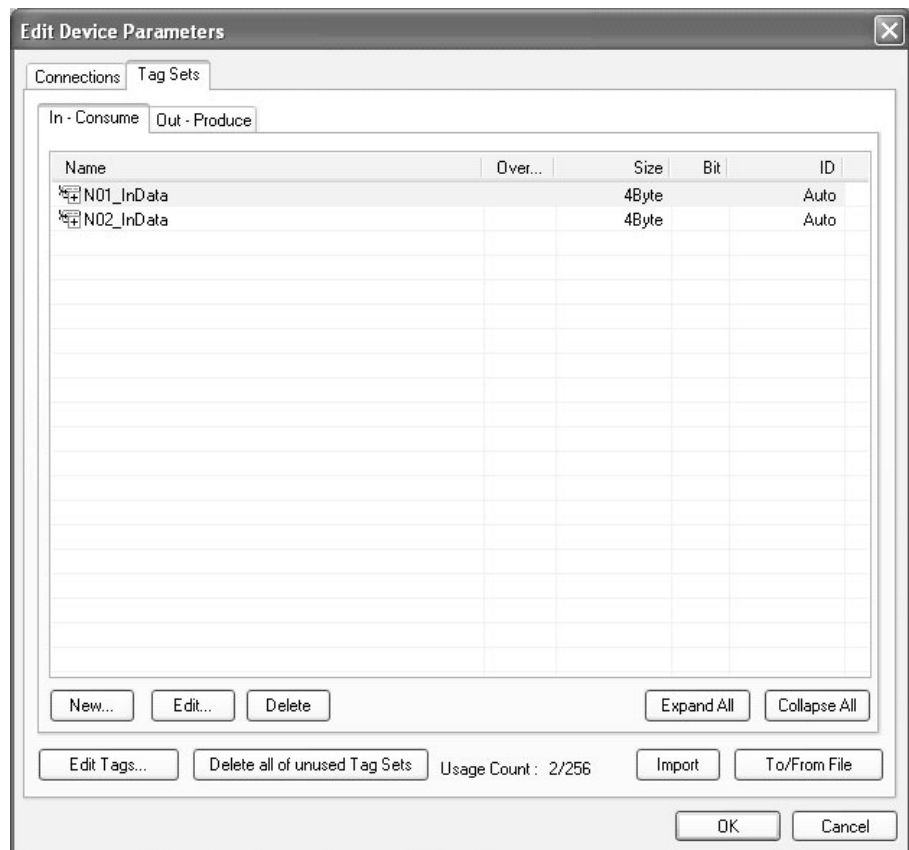 Edit Device Parameters
Connections Tag Sets
In - Consume Out - Produce
Name Over... Size Bit ID
N01_InData 4Byte Auto
N02_InData 4Byte Auto
New... Edit... Delete Expand All Collapse All
Edit Tags... Delete all of unused Tag Sets Usage Count : 2/256 Import To/From File
OK Cancel